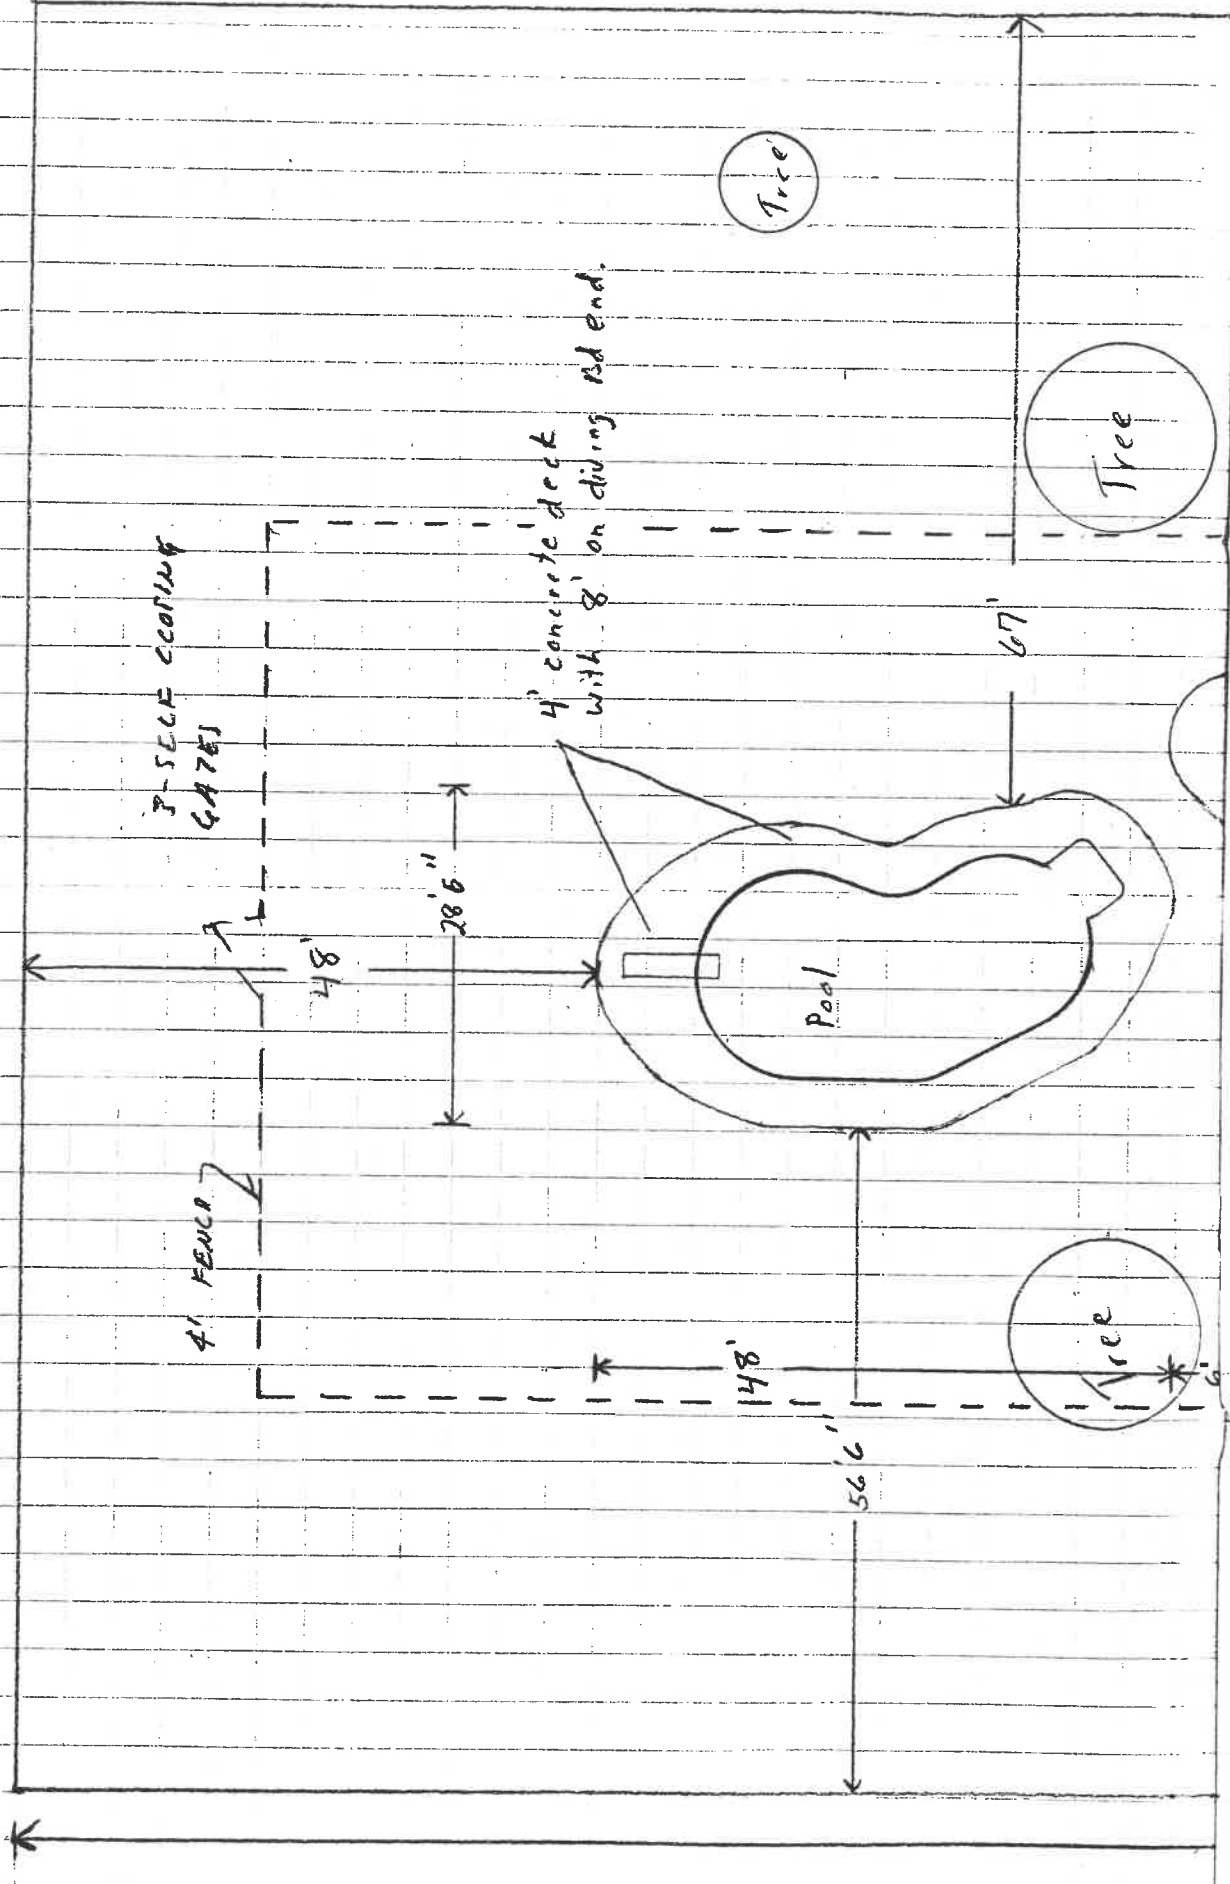 3-SELF CLOSING
GATES
4' FENCE
48'
28'6"
4' concrete deck
with 8' on diving Bd end.
Tree
Tree
67'
Pool
48'
56'6"
Tree
6'